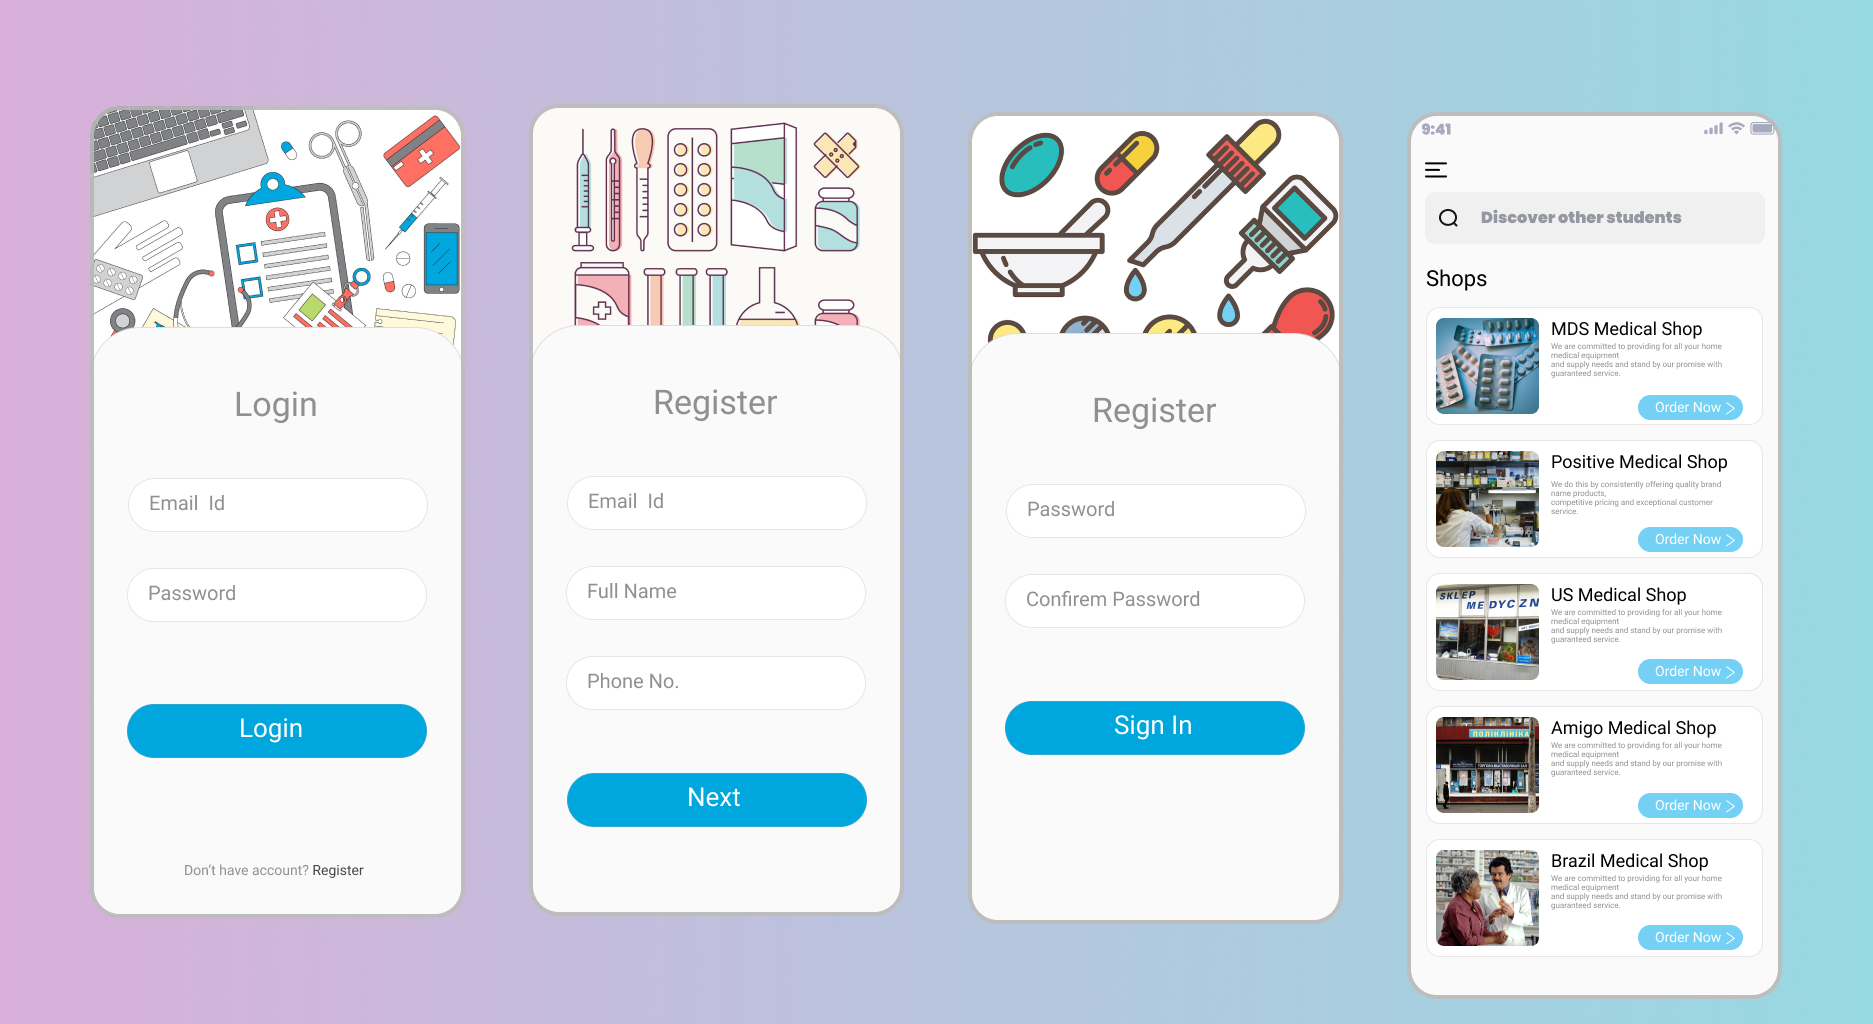 Login
Email Id
Password
Login
Don't have account? Register
Register
Email Id
Full Name
Phone No.
Next
Register
Password
Confirem Password
Sign In
9:41
Discover other students
Shops
MDS Medical Shop
We are committed to providing for all your home
medical equipment
and supply needs and stand by our promise with
guaranteed service.
Order Now >
Positive Medical Shop
We do this by consistently offering quality brand
name products,
competitive pricing and exceptional customer
service.
Order Now >
SKLEP
MEDYCZN
US Medical Shop
We are committed to providing for all your home
medical equipment
and supply needs and stand by our promise with
guaranteed service.
Order Now >
ПОЛІКЛІНІКА
Amigo Medical Shop
We are committed to providing for all your home
medical equipment
and supply needs and stand by our promise with
guaranteed service.
Order Now >
Brazil Medical Shop
We are committed to providing for all your home
medical equipment
and supply needs and stand by our promise with
guaranteed service.
Order Now >